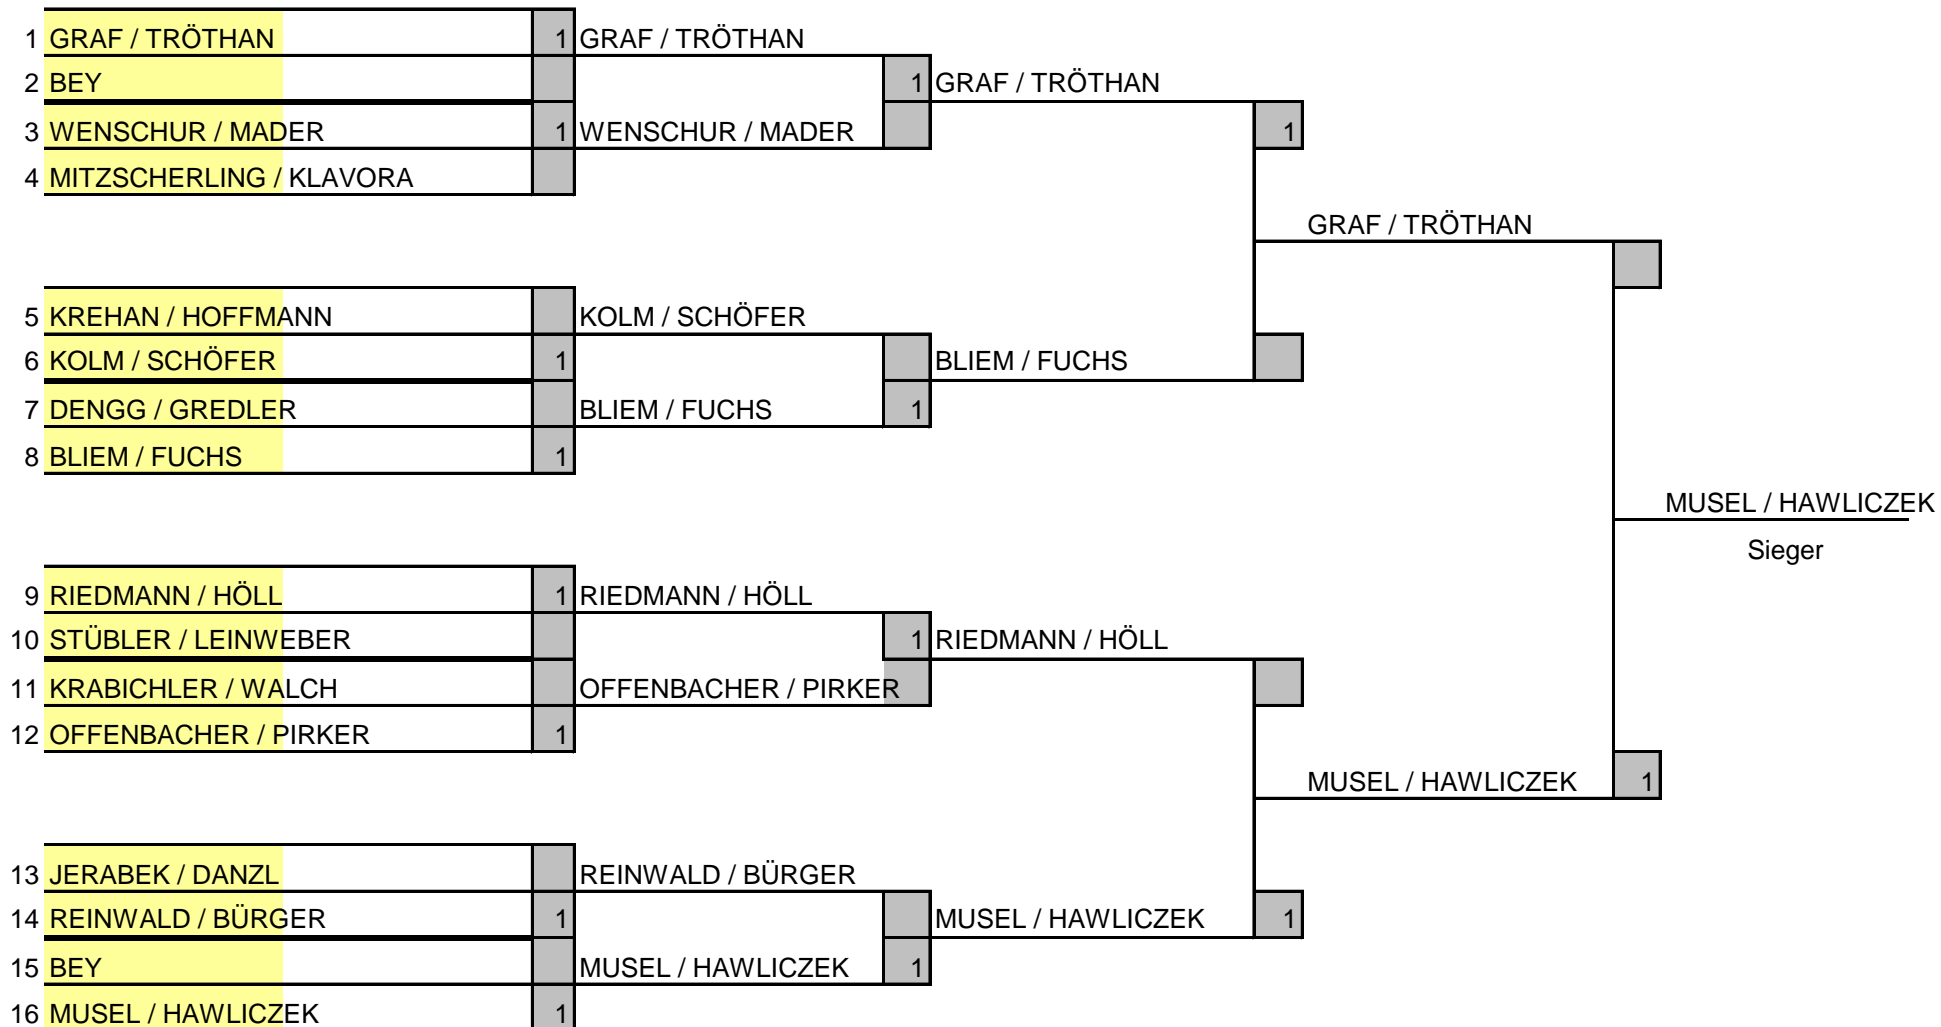 1 GRAF / TRÖTHAN 1 GRAF / TRÖTHAN
2 BEY 1 GRAF / TRÖTHAN
3 WENSCHUR / MADER 1 WENSCHUR / MADER 1
4 MITZSCHERLING / KLAVORA
GRAF / TRÖTHAN
5 KREHAN / HOFFMANN KOLM / SCHÖFER
6 KOLM / SCHÖFER 1 BLIEM / FUCHS
7 DENGG / GREDLER BLIEM / FUCHS 1
8 BLIEM / FUCHS 1
MUSEL / HAWLICZEK
Sieger
9 RIEDMANN / HÖLL 1 RIEDMANN / HÖLL
10 STÜBLER / LEINWEBER 1 RIEDMANN / HÖLL
11 KRABICHLER / WALCH OFFENBACHER / PIRKER
12 OFFENBACHER / PIRKER 1
MUSEL / HAWLICZEK 1
13 JERABEK / DANZL REINWALD / BÜRGER
14 REINWALD / BÜRGER 1 MUSEL / HAWLICZEK 1
15 BEY MUSEL / HAWLICZEK 1
16 MUSEL / HAWLICZEK 1